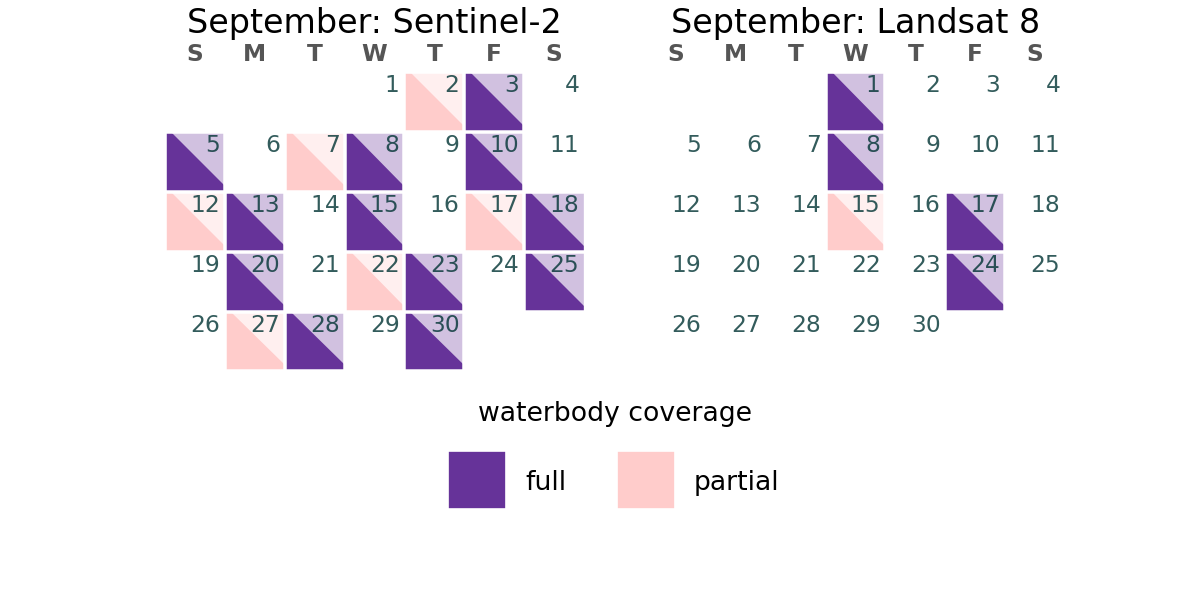 September: Sentinel-2
S M T W T F S
1 2 3 4
5 6 7 8 9 10 11
12 13 14 15 16 17 18
19 20 21 22 23 24 25
26 27 28 29 30
September: Landsat 8
S M T W T F S
1 2 3 4
5 6 7 8 9 10 11
12 13 14 15 16 17 18
19 20 21 22 23 24 25
26 27 28 29 30
waterbody coverage
full
partial